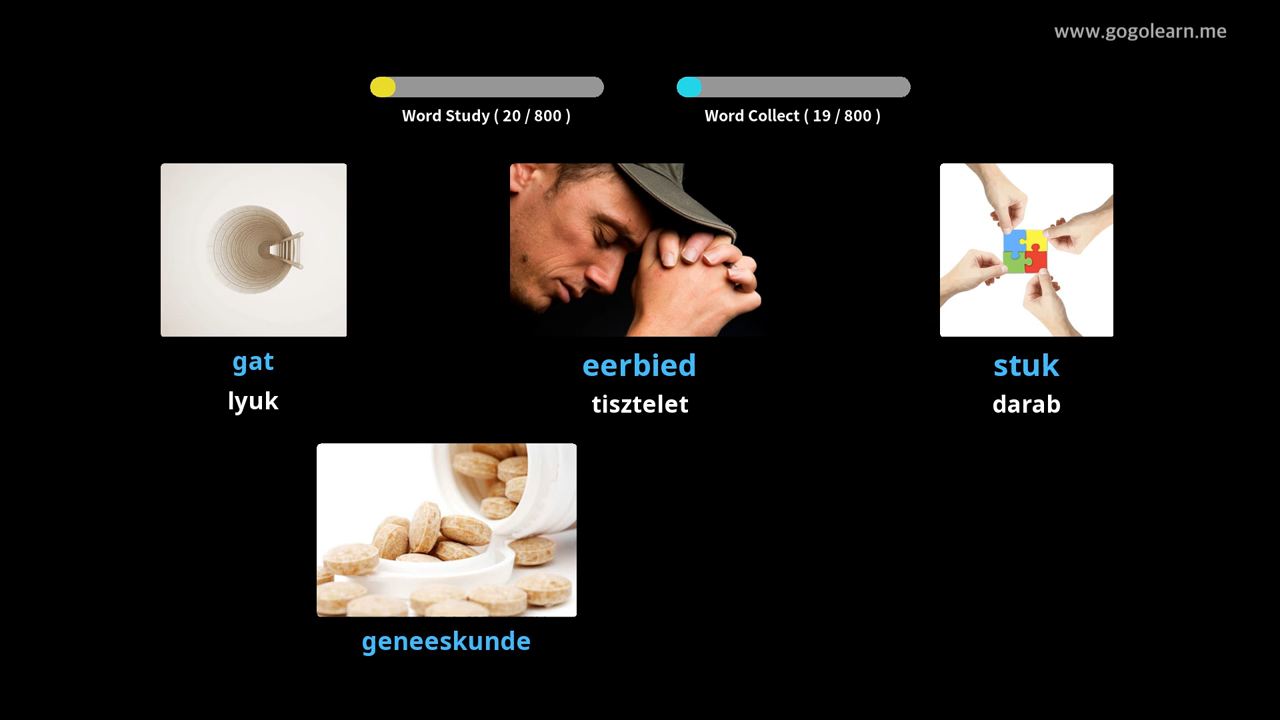 www.gogolearn.me
Word Study ( 20 / 800 )
Word Collect ( 19 / 800 )
gat
lyuk
eerbied
tisztelet
stuk
darab
geneeskunde